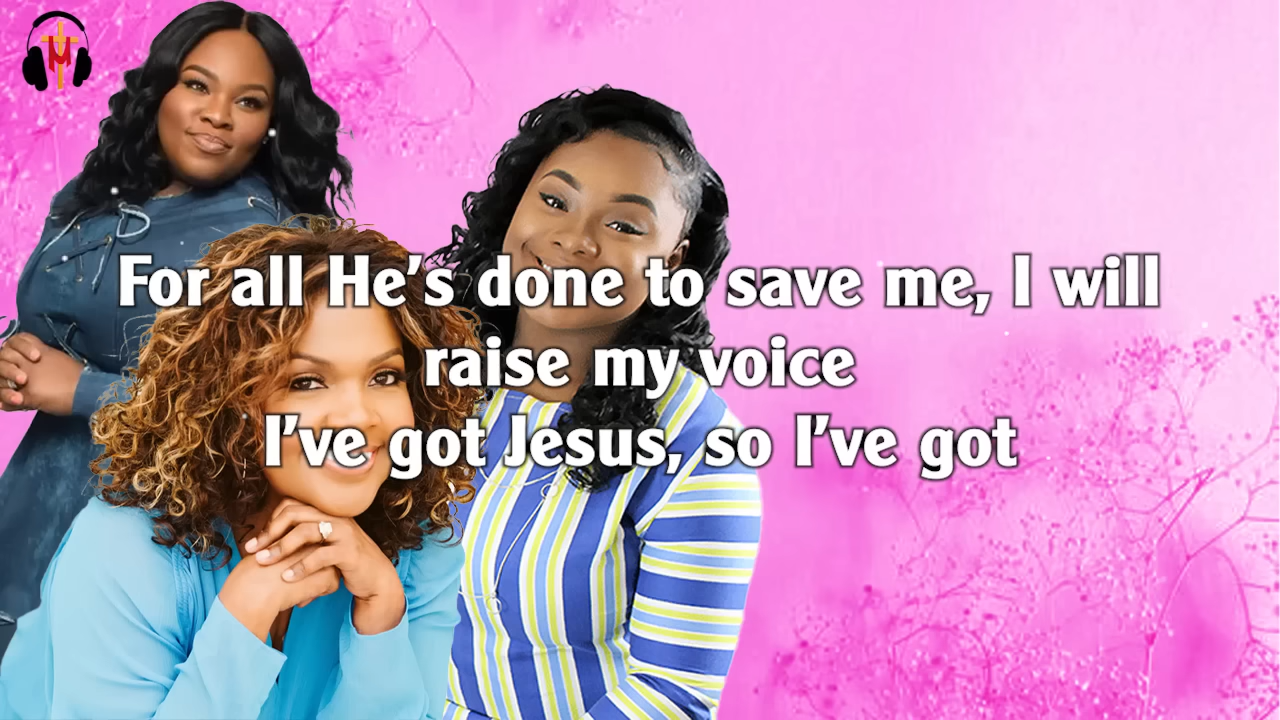 For all He's done to save me, I will
raise my voice
I've got Jesus, so I've got